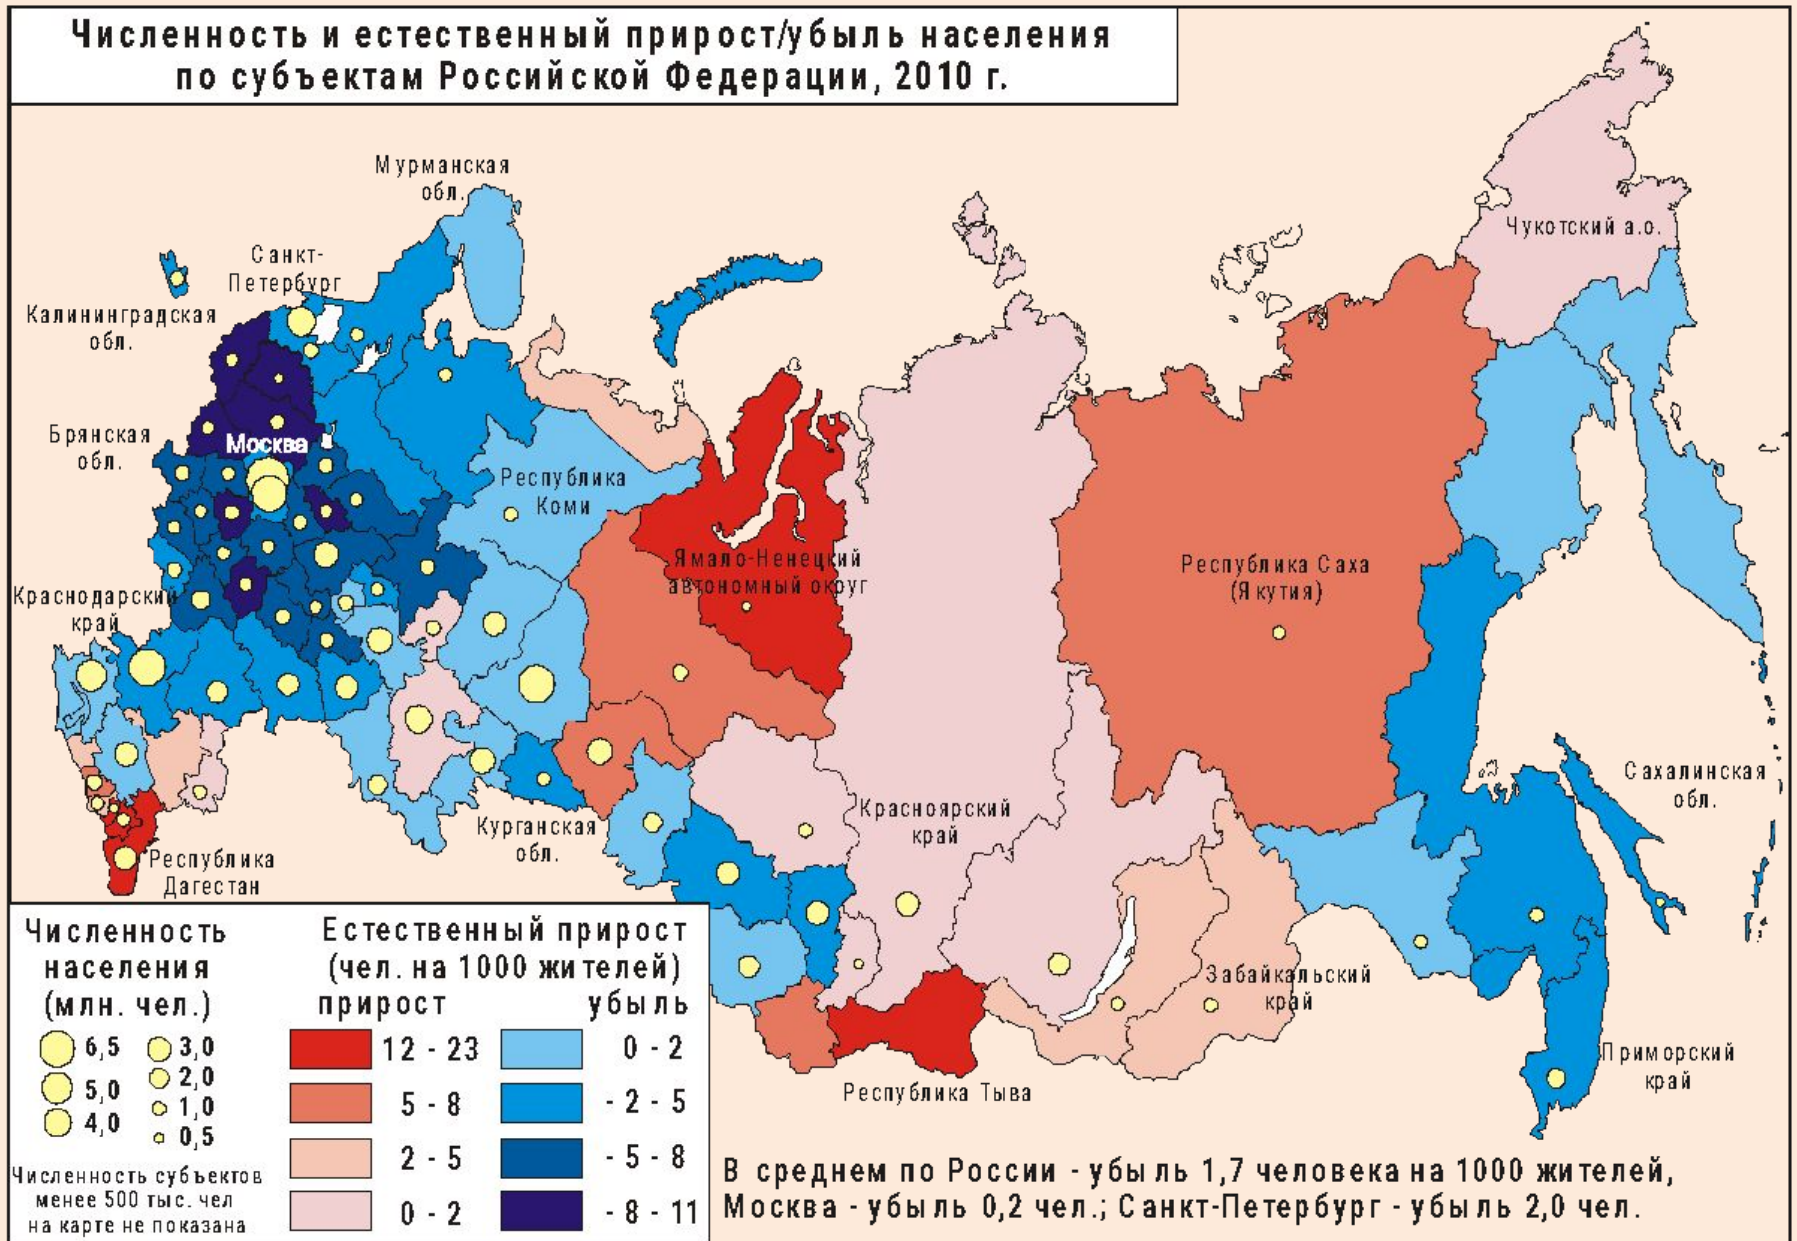 Численность и естественный прирост/убыль населения
по субъектам Российской Федерации, 2010 г.
Мурманская
обл.
Санкт-
Петербург
Калининградская
обл.
Чукотский а.о.
Брянская
обл.
Москва
Республика
Коми
Ямало-Ненецкий
автономный округ
Республика Саха
(Якутия)
Краснодарский
край
Сахалинская
обл.
Красноярский
край
Курганская
обл.
Республика
Дагестан
Забайкальский
край
Приморский
край
Республика Тыва
Численность
населения
(млн. чел.)
6,5
3,0
5,0
2,0
4,0
1,0
0,5
Численность субъектов
менее 500 тыс. чел
на карте не показана
Естественный прирост
(чел. на 1000 жителей)
прирост
убыль
12 - 23
0 - 2
5 - 8
- 2 - 5
2 - 5
- 5 - 8
0 - 2
- 8 - 11
В среднем по России - убыль 1,7 человека на 1000 жителей,
Москва - убыль 0,2 чел.; Санкт-Петербург - убыль 2,0 чел.